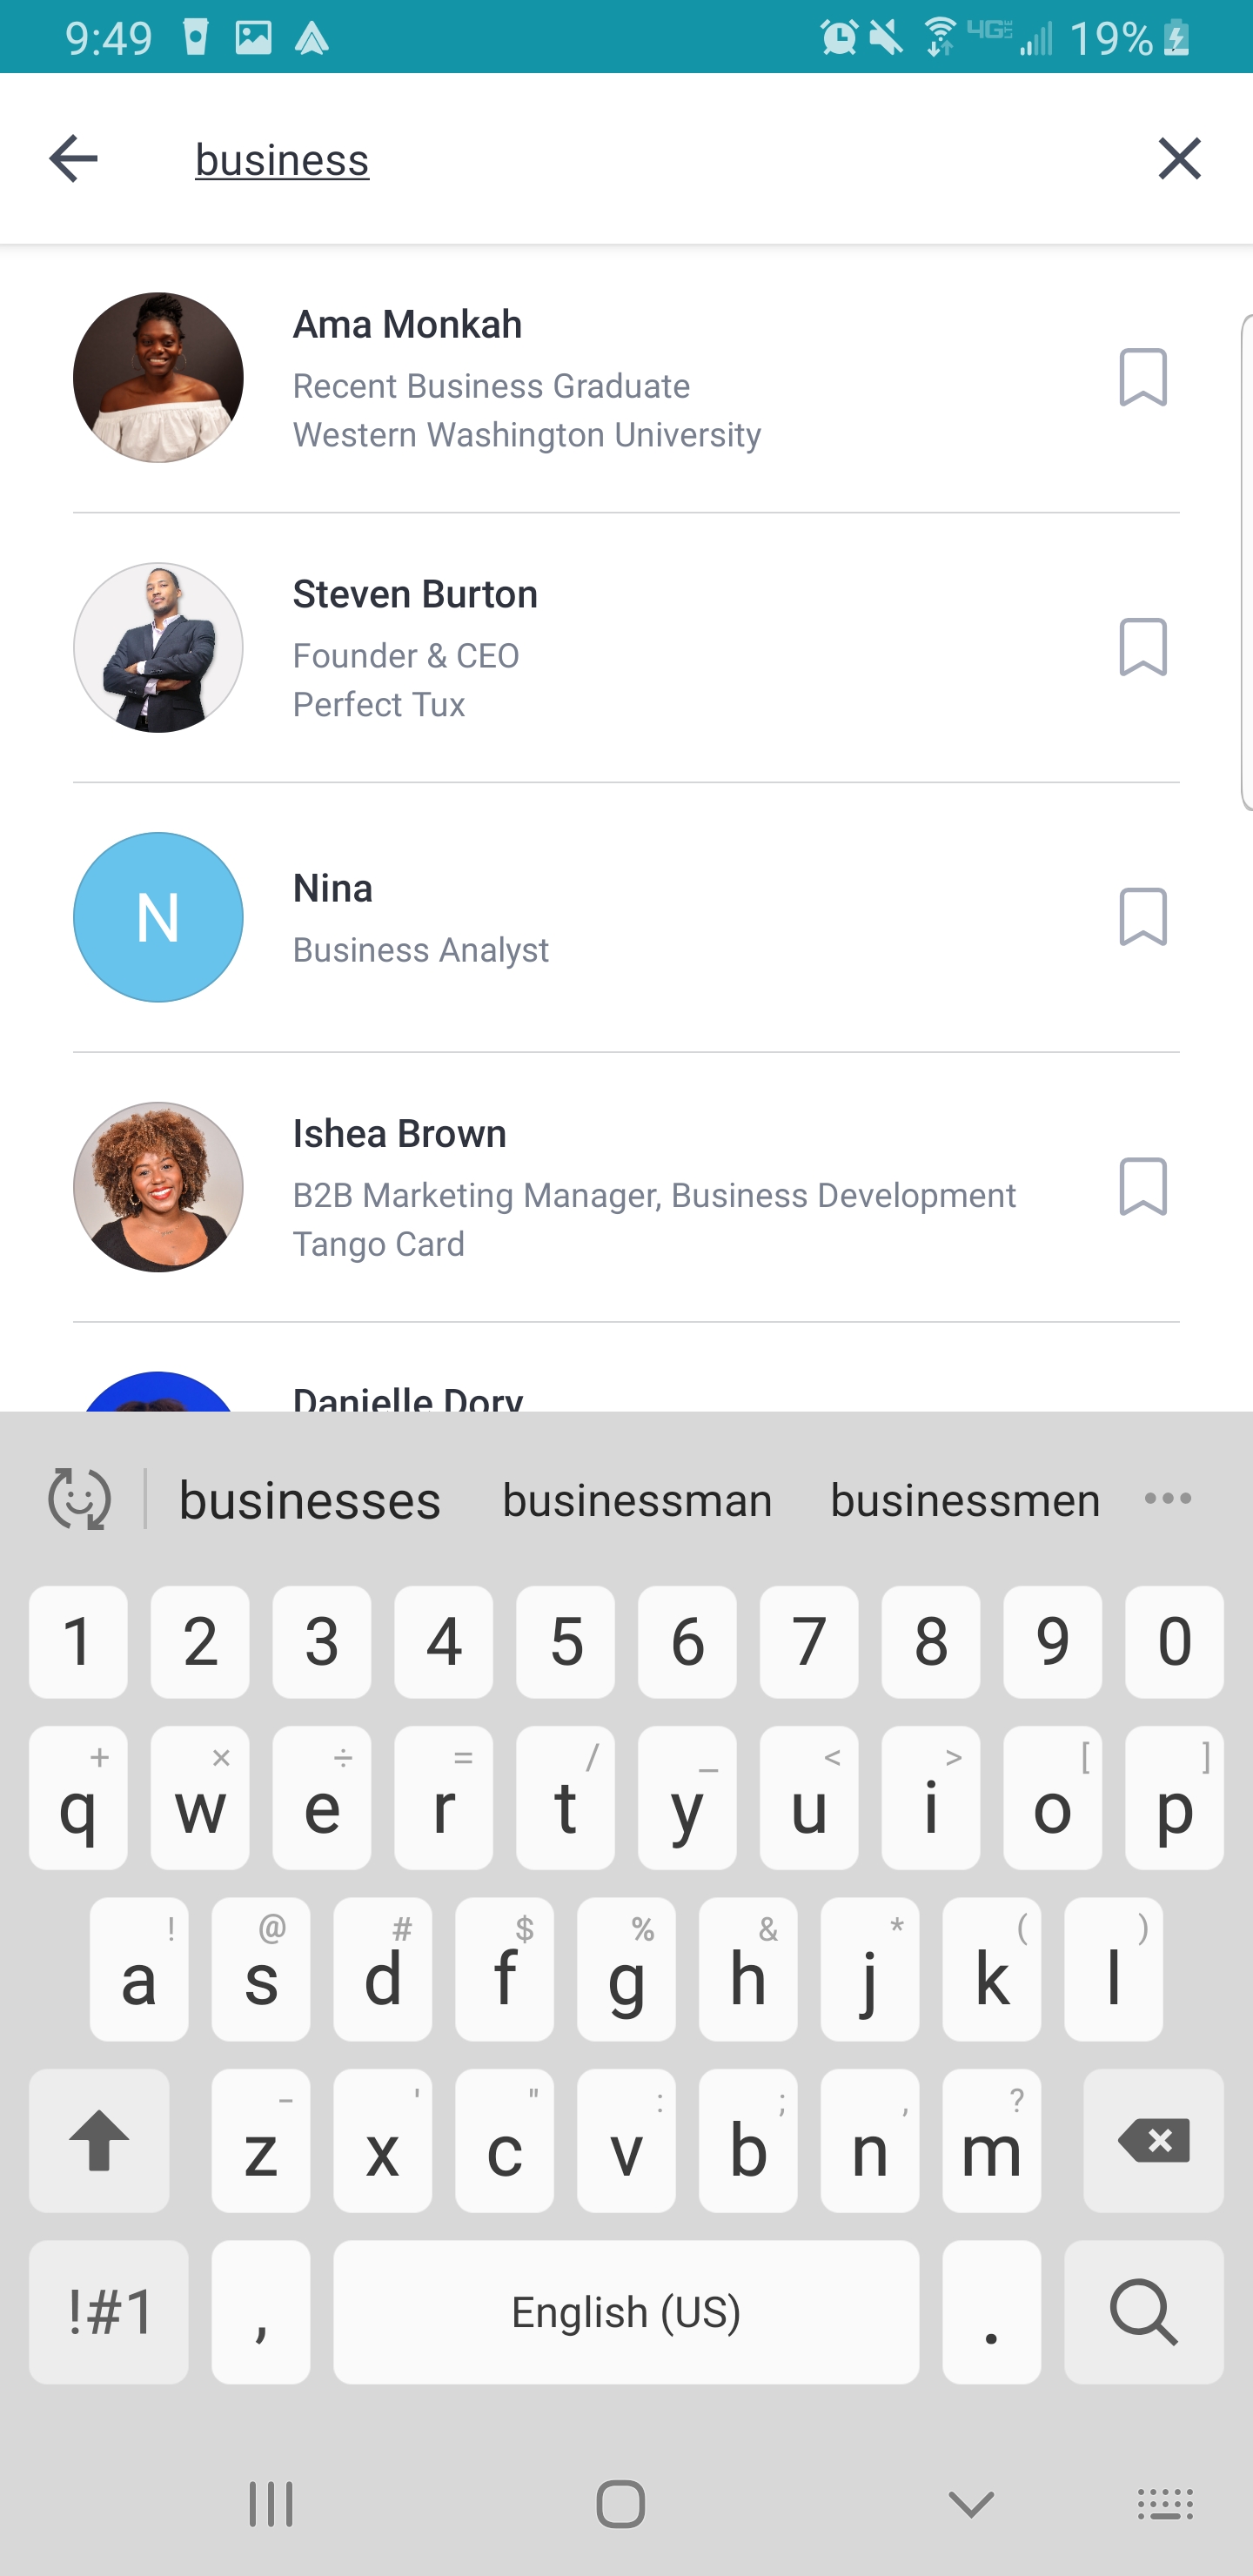 9:49 4G LTE 19%
business
Ama Monkah
Recent Business Graduate
Western Washington University
Steven Burton
Founder & CEO
Perfect Tux
N
Nina
Business Analyst
Ishea Brown
B2B Marketing Manager, Business Development
Tango Card
Danielle Dory
businesses businessman businessmen
1 2 3 4 5 6 7 8 9 0
+ × ÷ = / _ < > [ ]
q w e r t y u i o p
! @ # $ % & * ( )
a s d f g h j k l
- ' " : ; , ?
z x c v b n m
!#1 , English (US) .